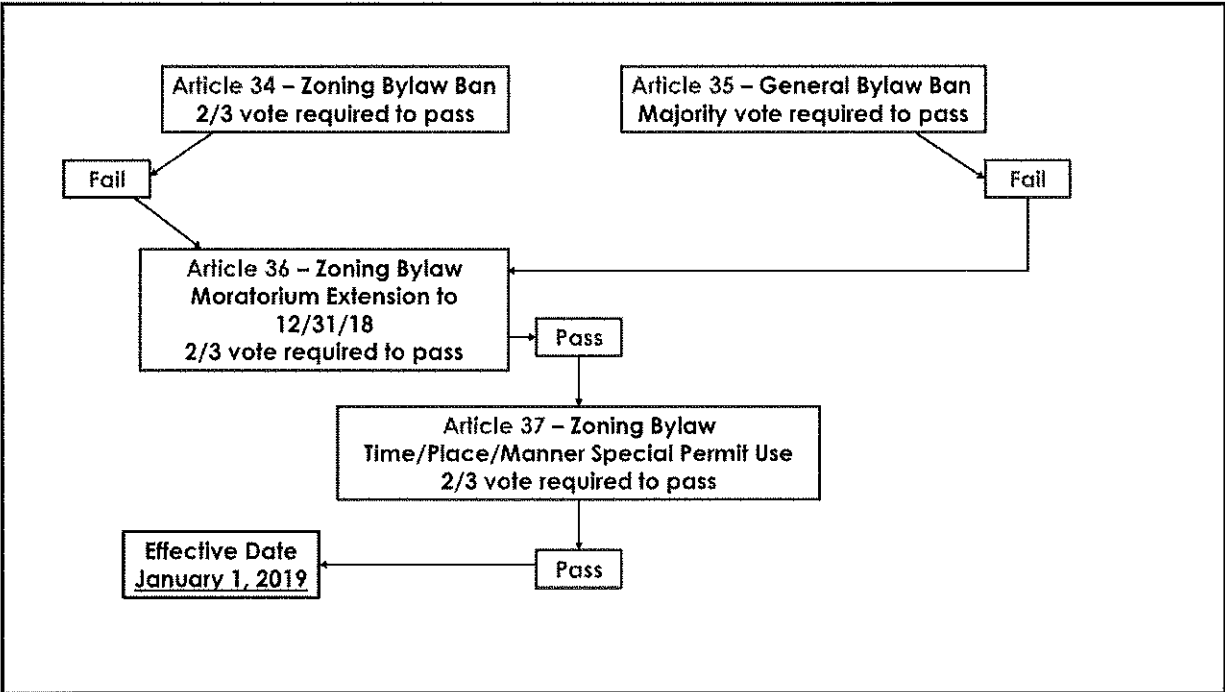 Article 34 – Zoning Bylaw Ban
2/3 vote required to pass
Article 35 – General Bylaw Ban
Majority vote required to pass
Fail
Fail
Article 36 – Zoning Bylaw
Moratorium Extension to
12/31/18
2/3 vote required to pass
Pass
Article 37 – Zoning Bylaw
Time/Place/Manner Special Permit Use
2/3 vote required to pass
Effective Date
January 1, 2019
Pass